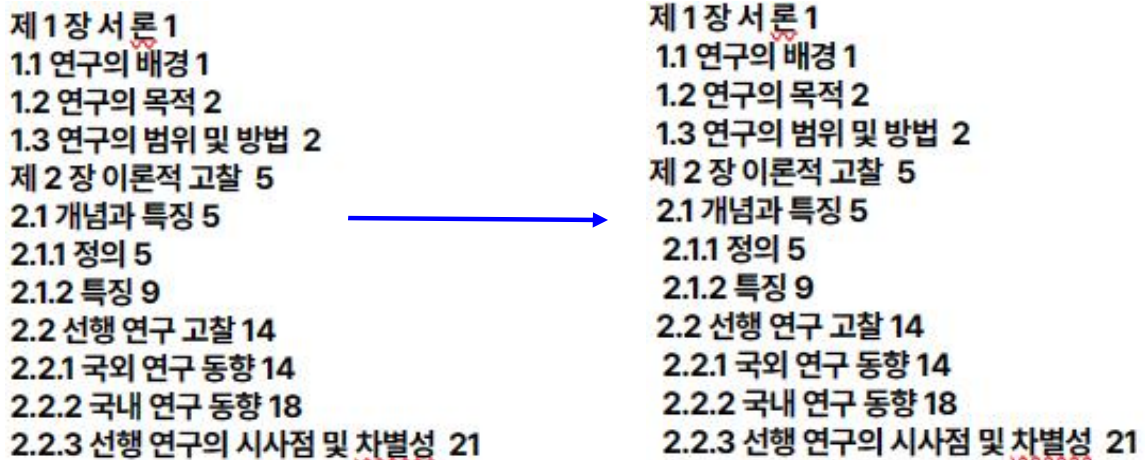 제 1 장 서 론 1
1.1 연구의 배경 1
1.2 연구의 목적 2
1.3 연구의 범위 및 방법  2
제 2 장 이론적 고찰  5
2.1 개념과 특징 5
2.1.1 정의 5
2.1.2 특징 9
2.2 선행 연구 고찰 14
2.2.1 국외 연구 동향 14
2.2.2 국내 연구 동향 18
2.2.3 선행 연구의 시사점 및 차별성  21
제 1 장 서 론 1
 1.1 연구의 배경 1
 1.2 연구의 목적 2
 1.3 연구의 범위 및 방법  2
제 2 장 이론적 고찰  5
 2.1 개념과 특징 5
  2.1.1 정의 5
  2.1.2 특징 9
 2.2 선행 연구 고찰 14
  2.2.1 국외 연구 동향 14
  2.2.2 국내 연구 동향 18
  2.2.3 선행 연구의 시사점 및 차별성  21